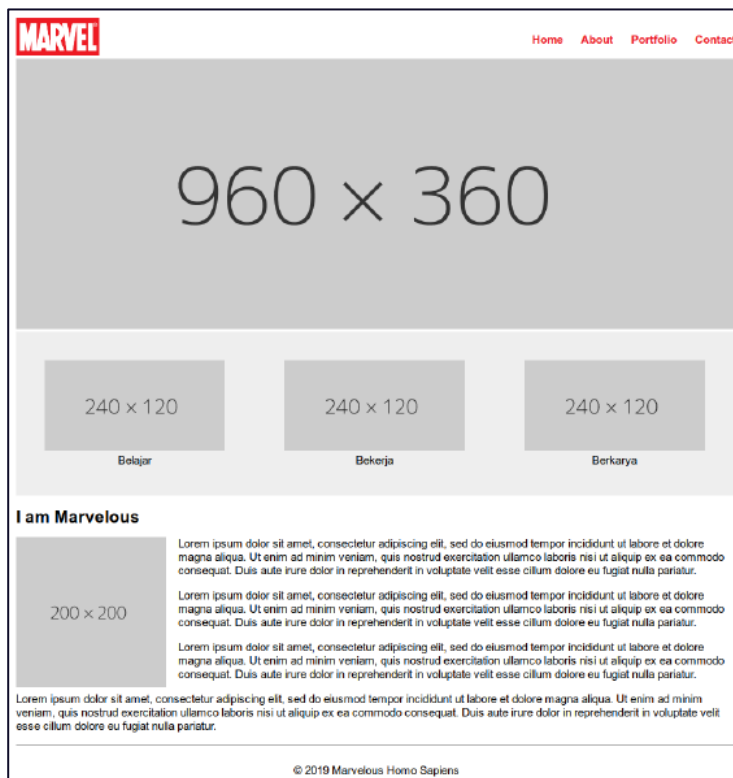 MARVEL
Home About Portfolio Contact
960 × 360
240 × 120 240 × 120 240 × 120
Belajar Bekerja Berkarya
I am Marvelous
200 × 200
Lorem ipsum dolor sit amet, consectetur adipiscing elit, sed do eiusmod tempor incididunt ut labore et dolore
magna aliqua. Ut enim ad minim veniam, quis nostrud exercitation ullamco laboris nisi ut aliquip ex ea commodo
consequat. Duis aute irure dolor in reprehenderit in voluptate velit esse cillum dolore eu fugiat nulla pariatur.
Lorem ipsum dolor sit amet, consectetur adipiscing elit, sed do eiusmod tempor incididunt ut labore et dolore
magna aliqua. Ut enim ad minim veniam, quis nostrud exercitation ullamco laboris nisi ut aliquip ex ea commodo
consequat. Duis aute irure dolor in reprehenderit in voluptate velit esse cillum dolore eu fugiat nulla pariatur.
Lorem ipsum dolor sit amet, consectetur adipiscing elit, sed do eiusmod tempor incididunt ut labore et dolore
magna aliqua. Ut enim ad minim veniam, quis nostrud exercitation ullamco laboris nisi ut aliquip ex ea commodo
consequat. Duis aute irure dolor in reprehenderit in voluptate velit esse cillum dolore eu fugiat nulla pariatur.
Lorem ipsum dolor sit amet, consectetur adipiscing elit, sed do eiusmod tempor incididunt ut labore et dolore magna aliqua. Ut enim ad minim
veniam, quis nostrud exercitation ullamco laboris nisi ut aliquip ex ea commodo consequat. Duis aute irure dolor in reprehenderit in voluptate velit
esse cillum dolore eu fugiat nulla pariatur.
© 2019 Marvelous Homo Sapiens